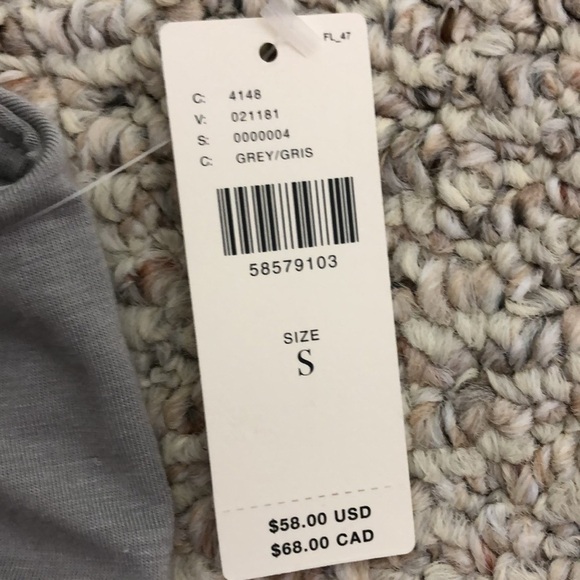 FL_47
C: 4148
V: 021181
S: 0000004
C: GREY/GRIS
58579103
SIZE
S
$58.00 USD
$68.00 CAD